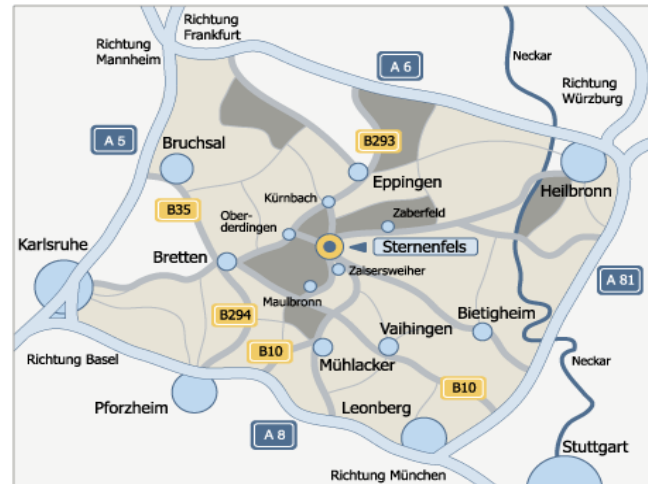 Richtung
Frankfurt
Richtung
Mannheim
A 6
Neckar
Richtung
Würzburg
A 5
B293
Bruchsal
Eppingen
Heilbronn
Kürnbach
B35
Ober-
derdingen
Zaberfeld
Karlsruhe
Bretten
Sternenfels
Zaisersweiher
A 81
Maulbronn
B294
Bietigheim
Vaihingen
B10
Mühlacker
Richtung Basel
Neckar
B10
Pforzheim
Leonberg
A 8
Stuttgart
Richtung München